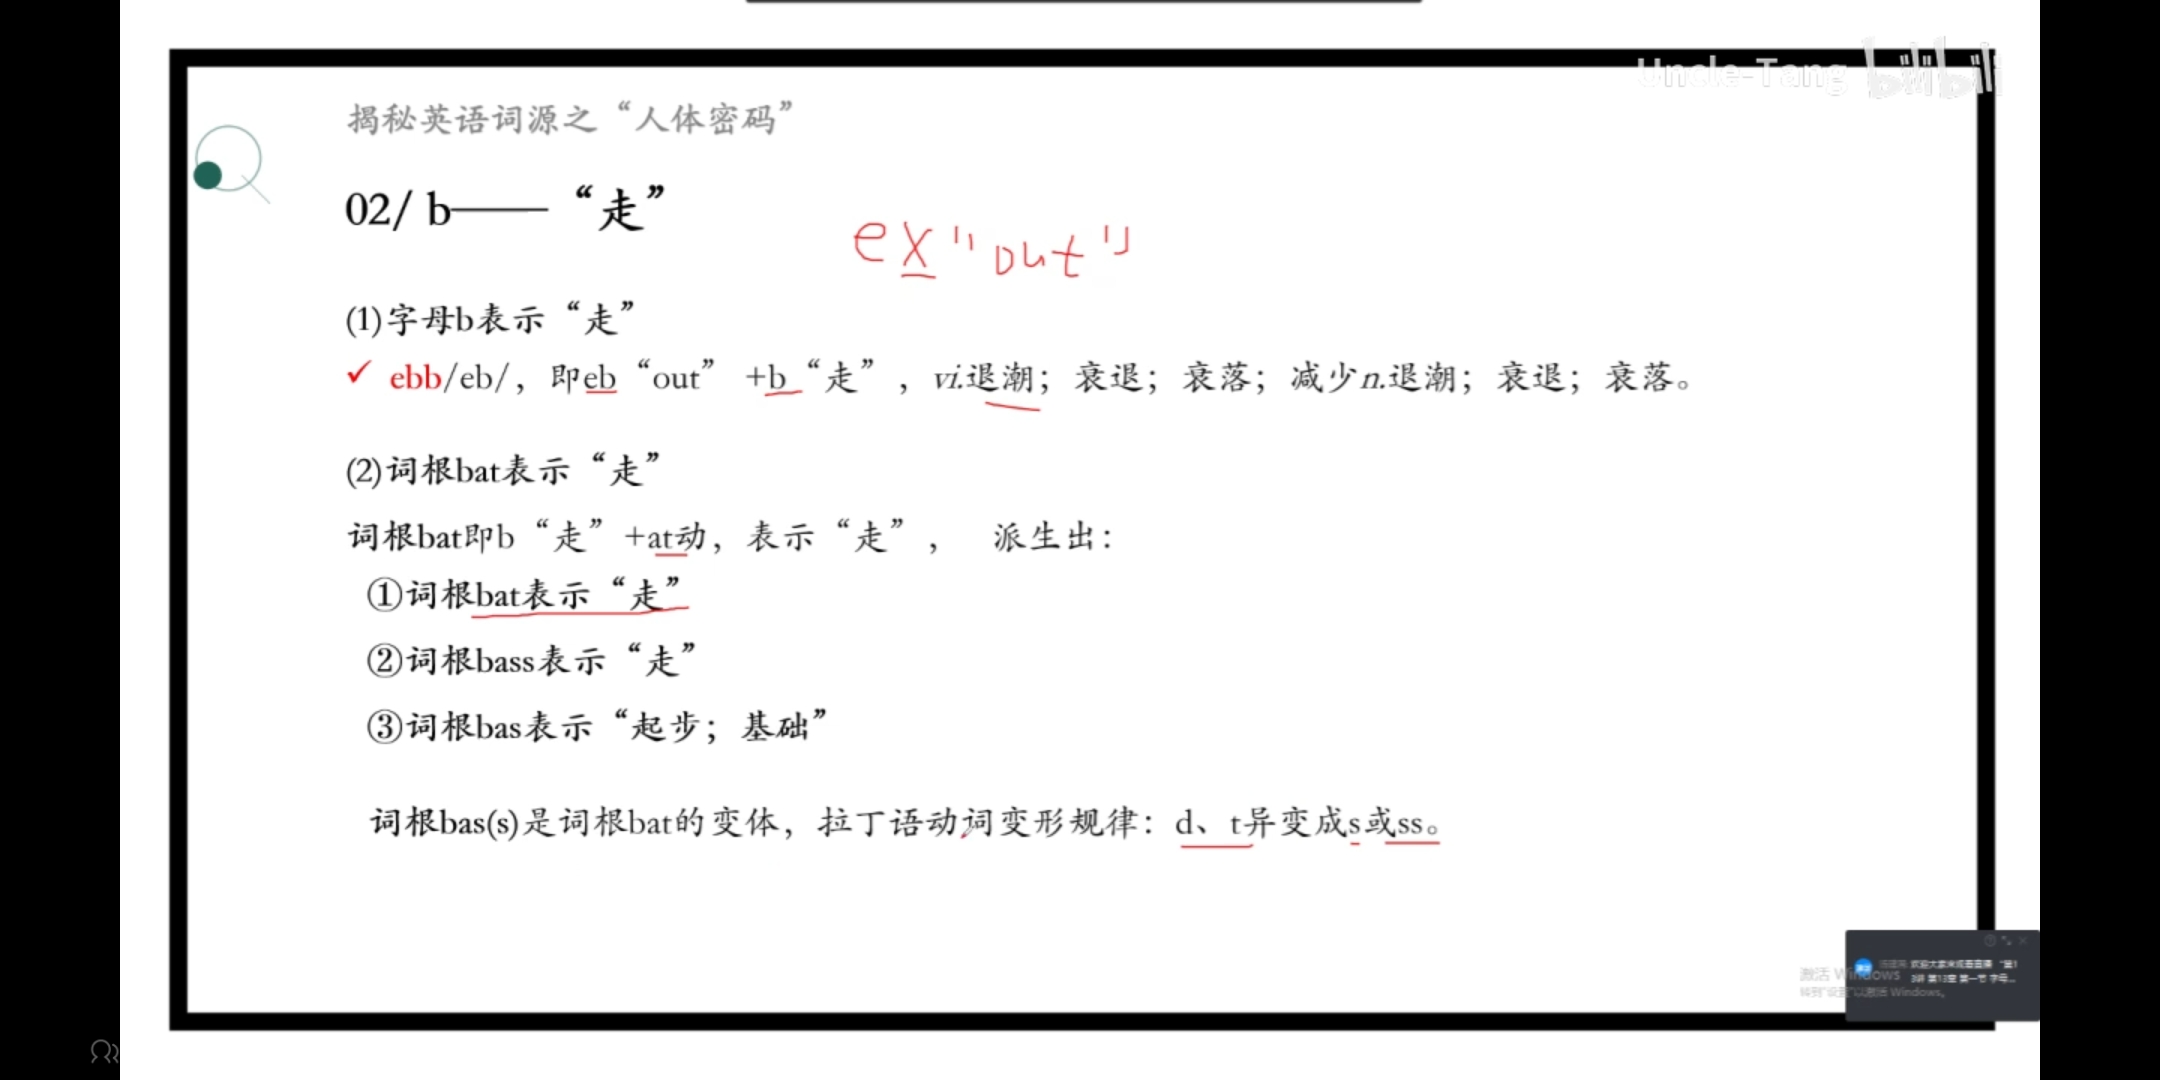 Uncle-Tang bilibili
揭秘英语词源之“人体密码”
02/ b——“走”
ex "out"
(1)字母b表示“走”
✓ ebb/eb/，即eb“out” +b“走”，vi.退潮；衰退；衰落；减少n.退潮；衰退；衰落。
(2)词根bat表示“走”
词根bat即b“走”+at动，表示“走”， 派生出：
①词根bat表示“走”
②词根bass表示“走”
③词根bas表示“起步；基础”
词根bas(s)是词根bat的变体，拉丁语动词变形规律：d、t异变成s或ss。
激活 Windows
转到“设置”以激活 Windows。